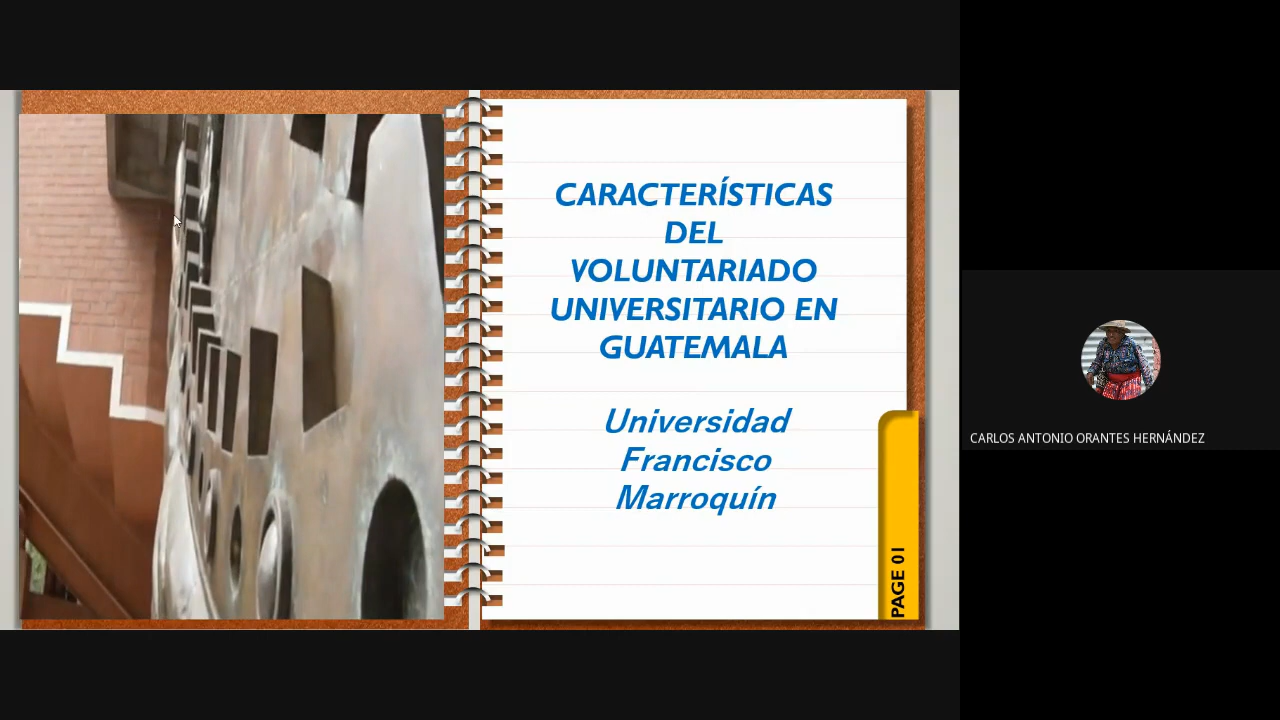 CARACTERÍSTICAS
DEL
VOLUNTARIADO
UNIVERSITARIO EN
GUATEMALA
Universidad
Francisco
Marroquín
PAGE 01
CARLOS ANTONIO ORANTES HERNÁNDEZ